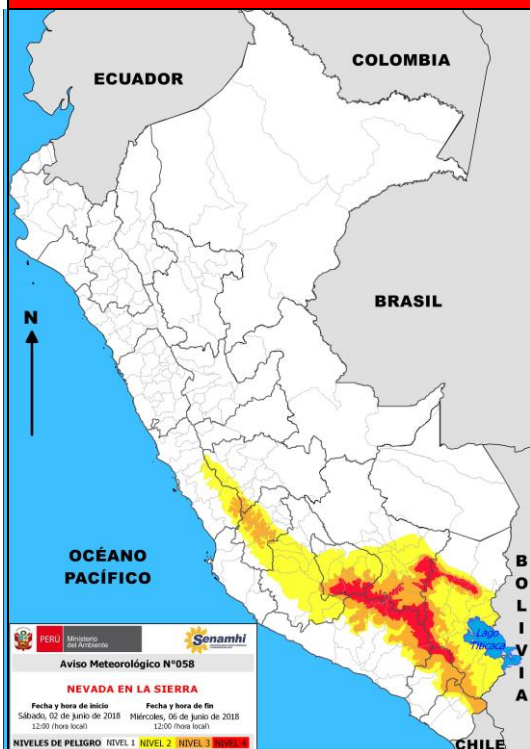 COLOMBIA
ECUADOR
BRASIL
N
OCÉANO
PACÍFICO
BOLIVIA
Lago
Titicaca
CHILE
PERÚ Ministerio
del Ambiente
Senamhi
Aviso Meteorológico N°058
NEVADA EN LA SIERRA
Fecha y hora de inicio Fecha y hora de fin
Sábado, 02 de junio de 2018 Miércoles, 06 de junio de 2018
12:00 (hora local) 12:00 (hora local)
NIVELES DE PELIGRO NIVEL 1 NIVEL 2 NIVEL 3 NIVEL 4